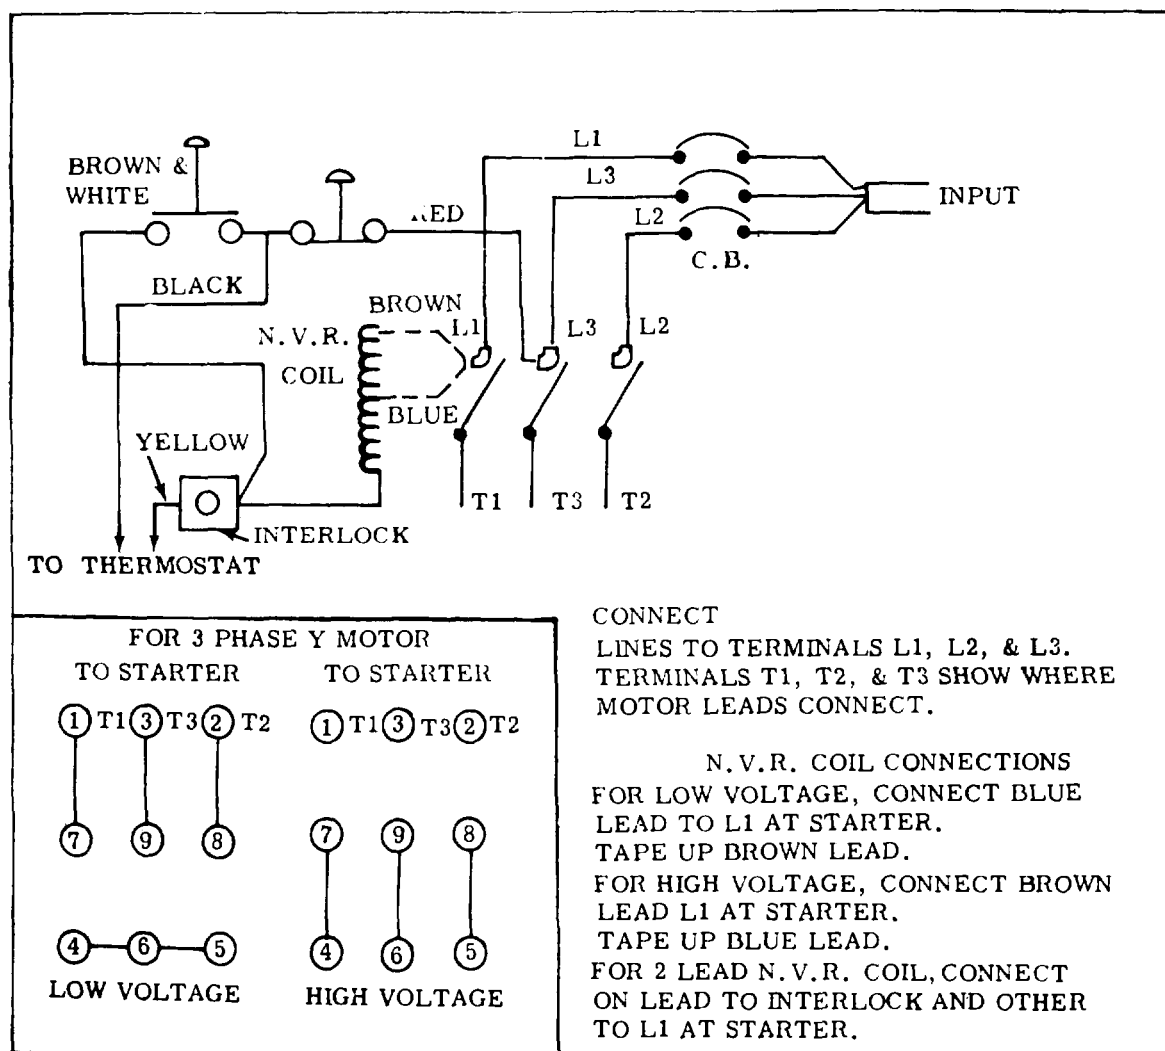 L1
BROWN &
WHITE
L3
INPUT
RED
L2
C.B.
BLACK
BROWN
N.V.R.
COIL
L1
L3
L2
BLUE
YELLOW
T1
T3
T2
INTERLOCK
TO THERMOSTAT
FOR 3 PHASE Y MOTOR
TO STARTER
TO STARTER
1 T1 3 T3 2 T2
1 T1 3 T3 2 T2
7 9 8
7 9 8
4 6 5
4 6 5
LOW VOLTAGE
HIGH VOLTAGE
CONNECT
LINES TO TERMINALS L1, L2, & L3.
TERMINALS T1, T2, & T3 SHOW WHERE
MOTOR LEADS CONNECT.
N.V.R. COIL CONNECTIONS
FOR LOW VOLTAGE, CONNECT BLUE
LEAD TO L1 AT STARTER.
TAPE UP BROWN LEAD.
FOR HIGH VOLTAGE, CONNECT BROWN
LEAD L1 AT STARTER.
TAPE UP BLUE LEAD.
FOR 2 LEAD N.V.R. COIL, CONNECT
ON LEAD TO INTERLOCK AND OTHER
TO L1 AT STARTER.